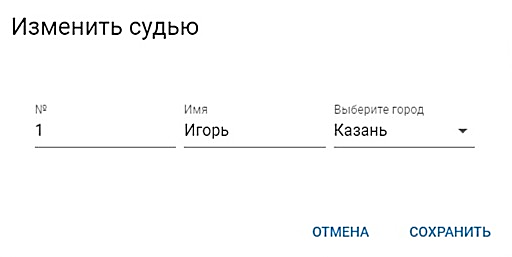 Изменить судью
№ Имя Выберите город
1 Игорь Казань
ОТМЕНА СОХРАНИТЬ